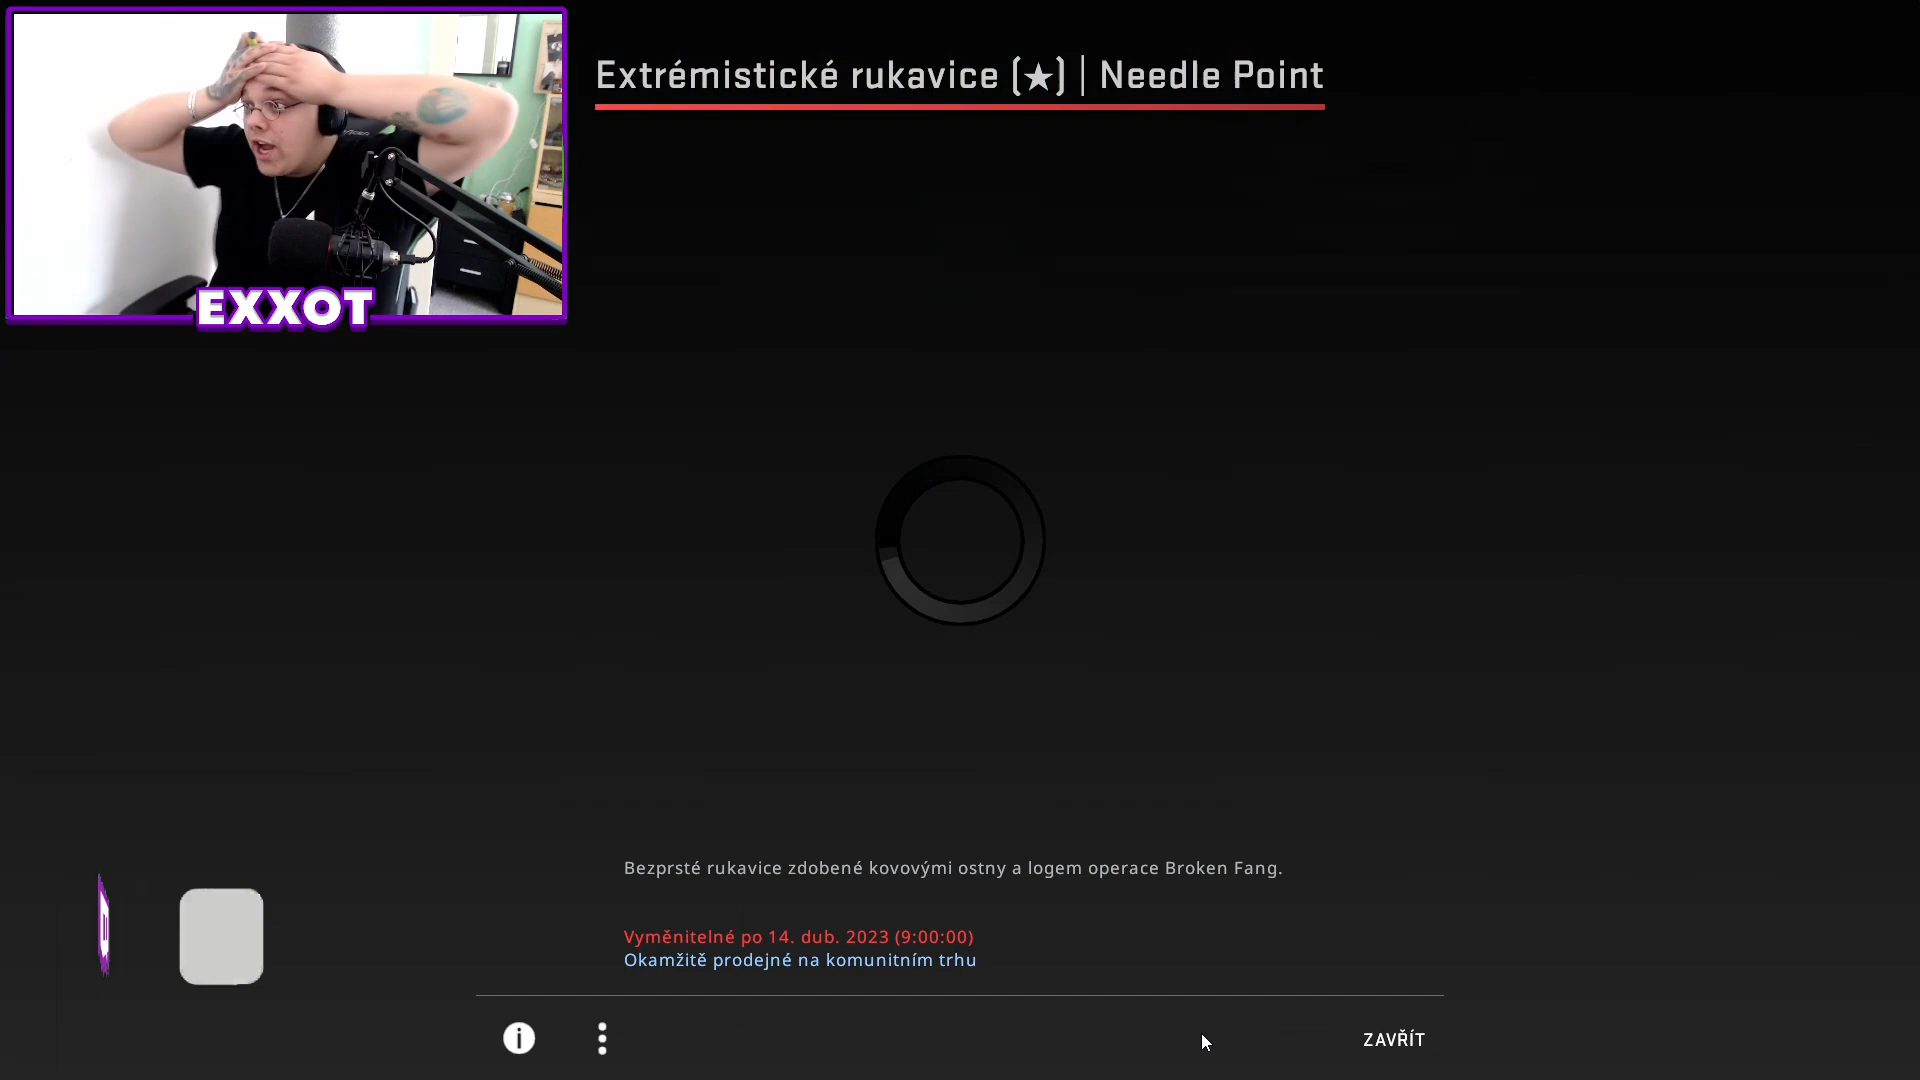 Extrémistické rukavice (★) | Needle Point
EXXOT
Bezprsté rukavice zdobené kovovými ostny a logem operace Broken Fang.
Vyměnitelné po 14. dub. 2023 (9:00:00)
Okamžitě prodejné na komunitním trhu
ZAVŘÍT